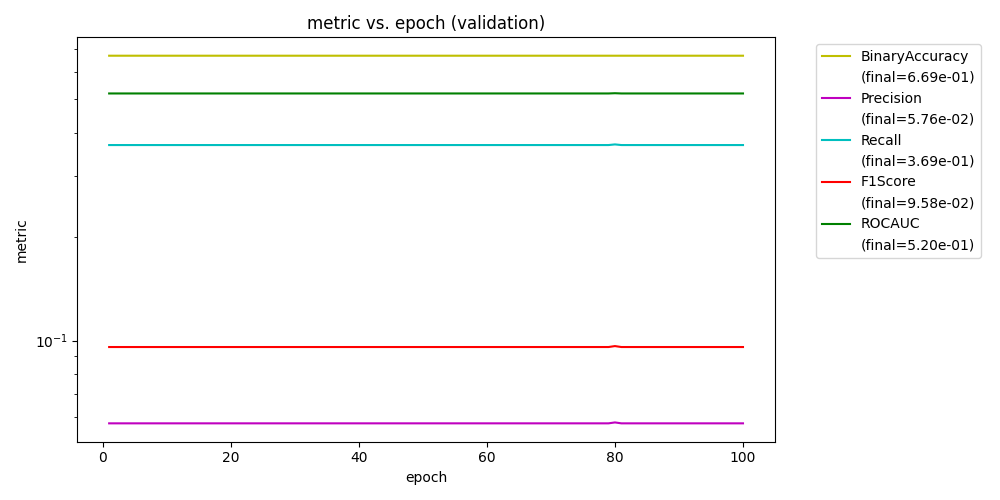 metric vs. epoch (validation)
metric
10⁻¹
0 20 40 60 80 100
epoch
BinaryAccuracy
(final=6.69e-01)
Precision
(final=5.76e-02)
Recall
(final=3.69e-01)
F1Score
(final=9.58e-02)
ROCAUC
(final=5.20e-01)